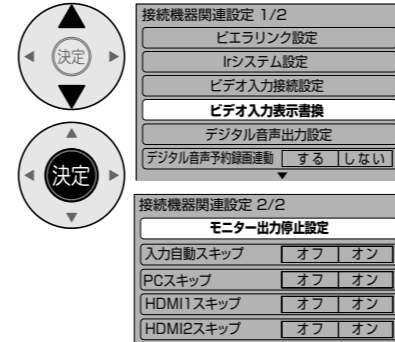 決定
決定
接続機器関連設定 1/2
ビエラリンク設定
Irシステム設定
ビデオ入力接続設定
ビデオ入力表示書換
デジタル音声出力設定
デジタル音声予約録画連動 する しない
接続機器関連設定 2/2
モニター出力停止設定
入力自動スキップ オフ オン
PCスキップ オフ オン
HDMI1スキップ オフ オン
HDMI2スキップ オフ オン